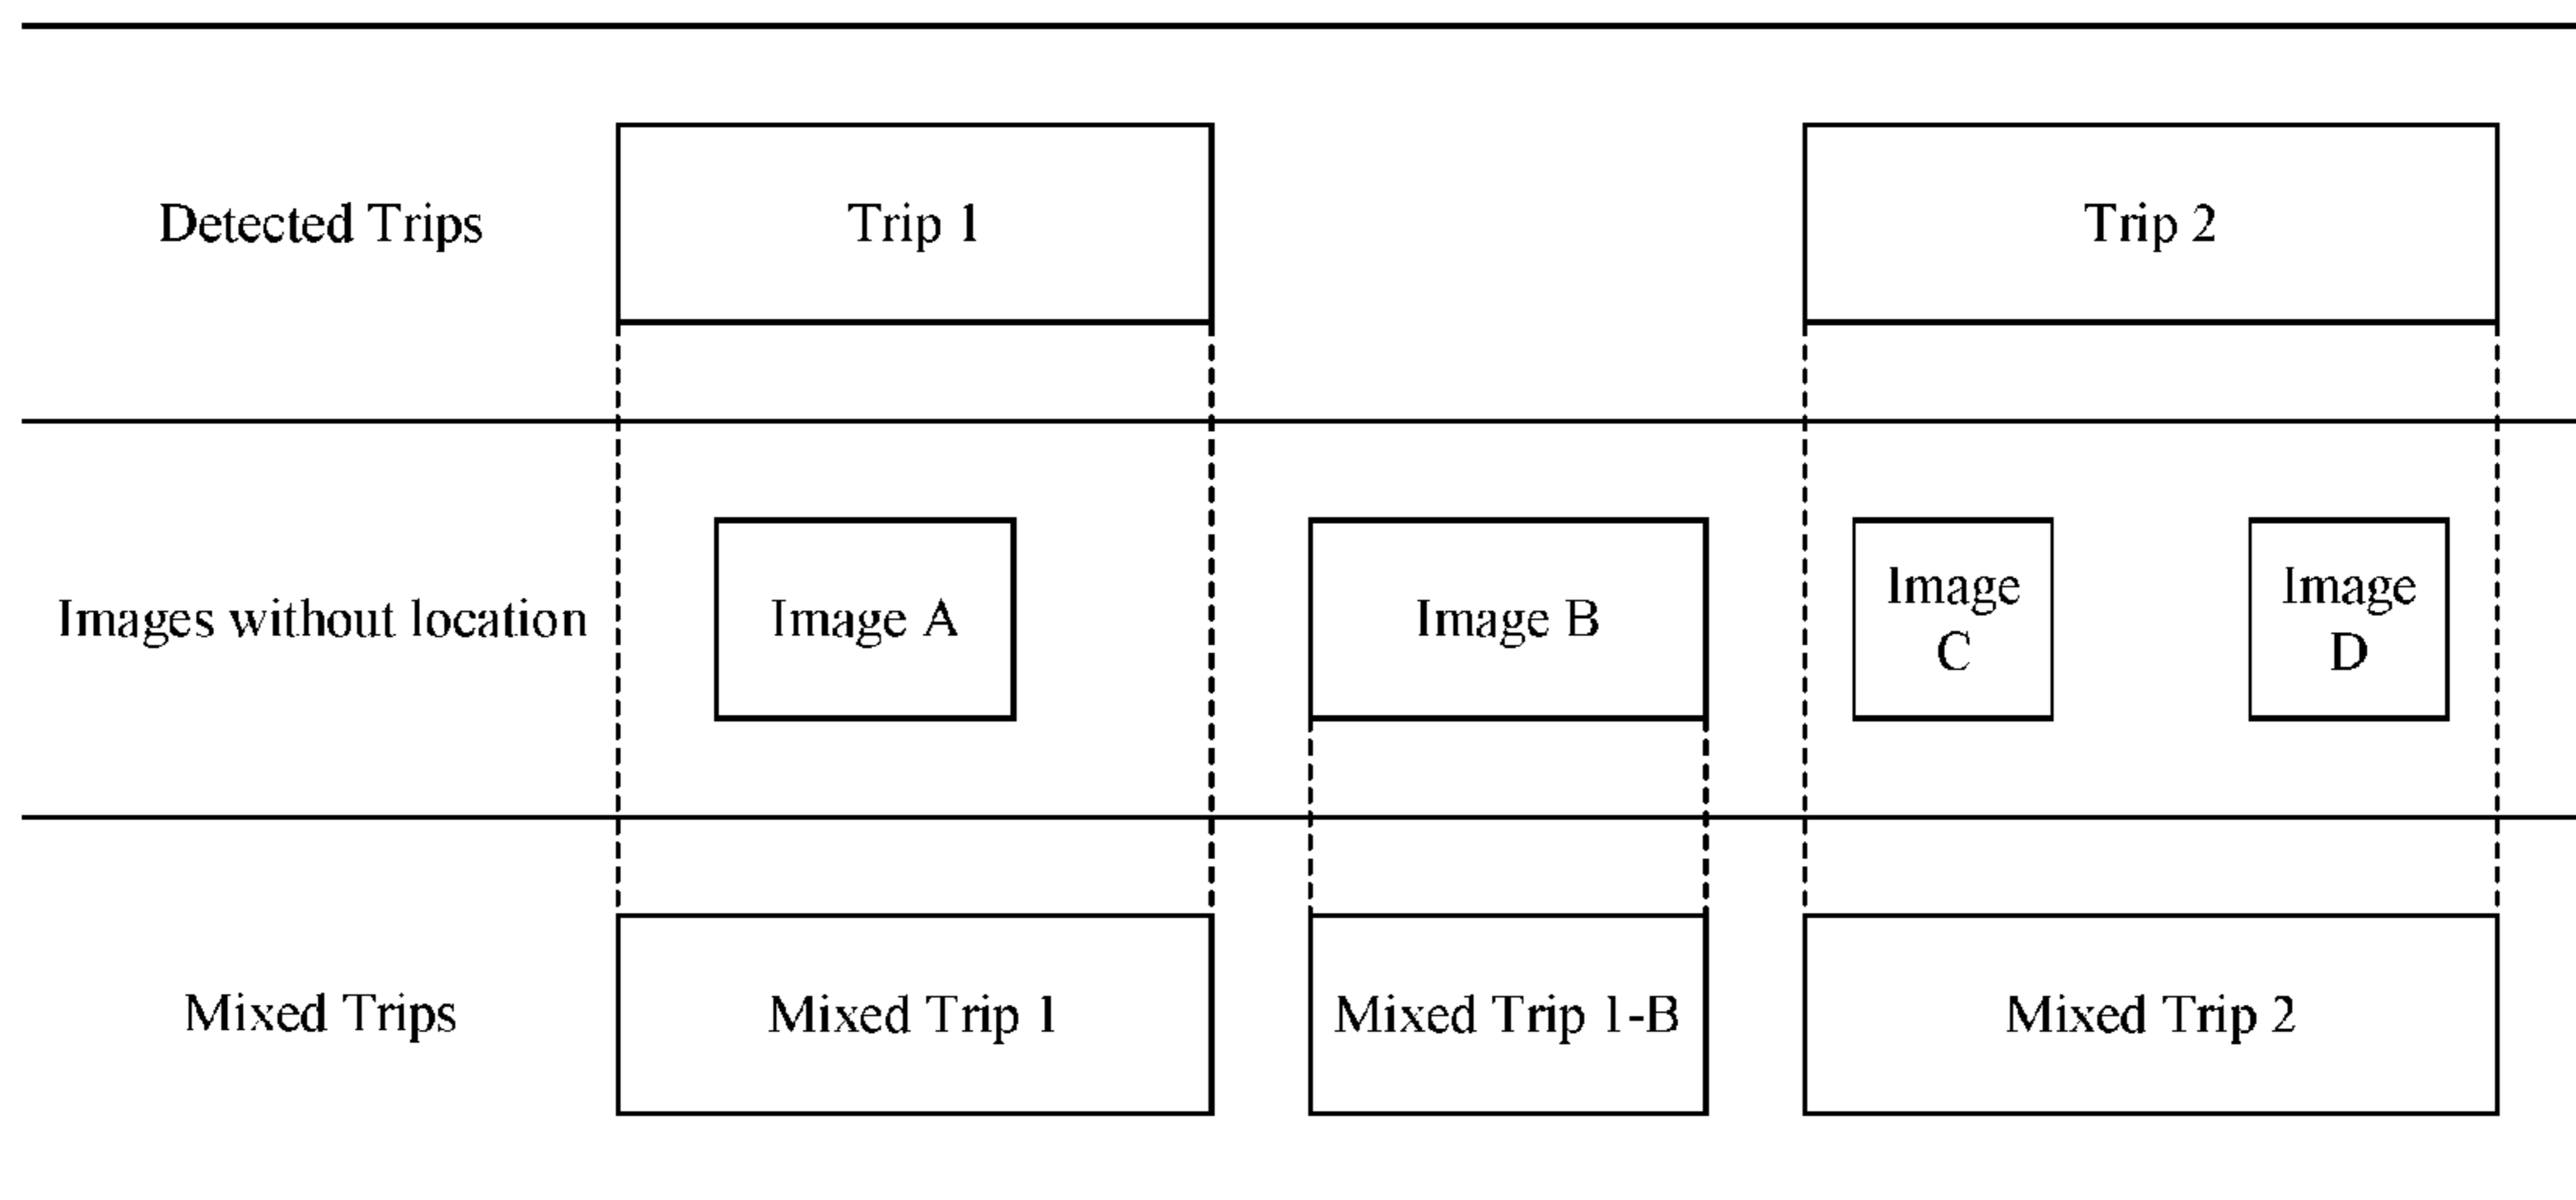 Detected Trips
Trip 1
Trip 2
Images without location
Image A
Image B
Image
C
Image
D
Mixed Trips
Mixed Trip 1
Mixed Trip 1-B
Mixed Trip 2